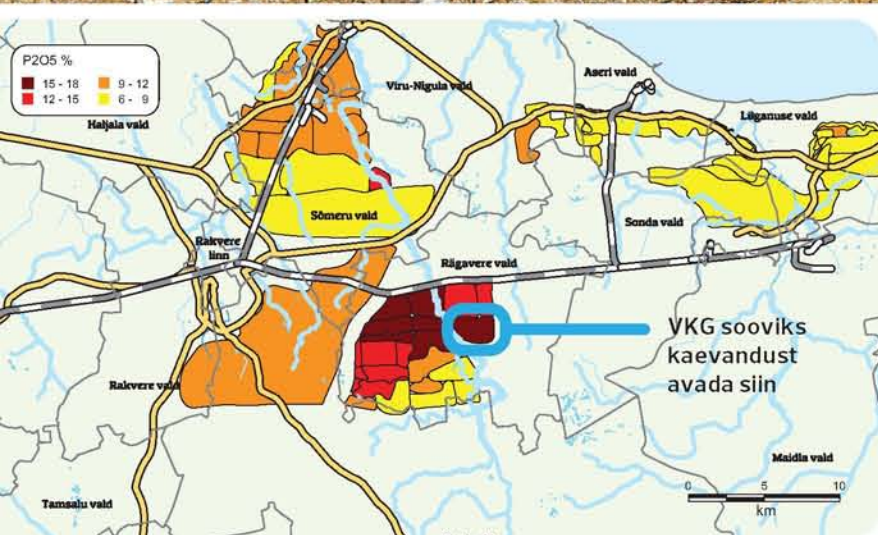 P2O5 %
15 - 18
9 - 12
12 - 15
6 - 9
Haljala vald
Viru-Nigula vald
Aseri vald
Lüganuse vald
Sõmeru vald
Sonda vald
Rakvere
linn
Rägavere vald
VKG sooviks
kaevandust
avada siin
Rakvere vald
Maidla vald
Tamsalu vald
0 5 10
km